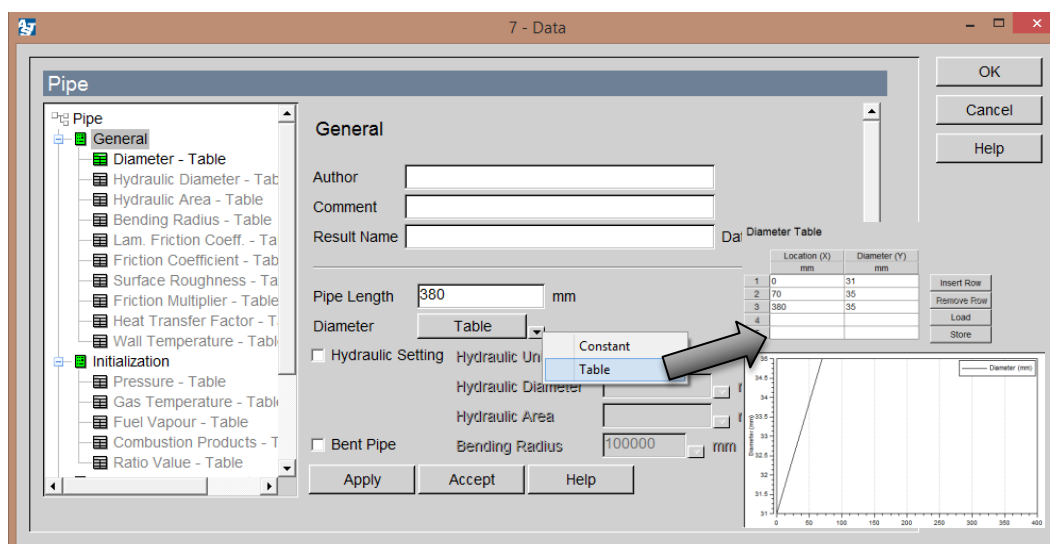 7 - Data
OK
Cancel
Help
Pipe
Pipe
General
Diameter - Table
Hydraulic Diameter - Tab
Hydraulic Area - Table
Bending Radius - Table
Lam. Friction Coeff. - Ta
Friction Coefficient - Tab
Surface Roughness - Ta
Friction Multiplier - Table
Heat Transfer Factor - T
Wall Temperature - Tabl
Initialization
Pressure - Table
Gas Temperature - Tabl
Fuel Vapour - Table
Combustion Products - T
Ratio Value - Table
General
Author
Comment
Result Name Da
Pipe Length 380 mm
Diameter Table
Constant
Table
Hydraulic Setting Hydraulic Un
Hydraulic Diameter
Hydraulic Area
Bent Pipe Bending Radius 100000 mm
Apply Accept Help
Diameter Table
Location (X) Diameter (Y)
mm mm
1 0 31
2 70 35
3 380 35
4
Insert Row
Remove Row
Load
Store
Diameter (mm)
Diameter (mm)
35
34.5
34
33.5
33
32.5
32
31.5
31
0 50 100 150 200 250 300 350 400